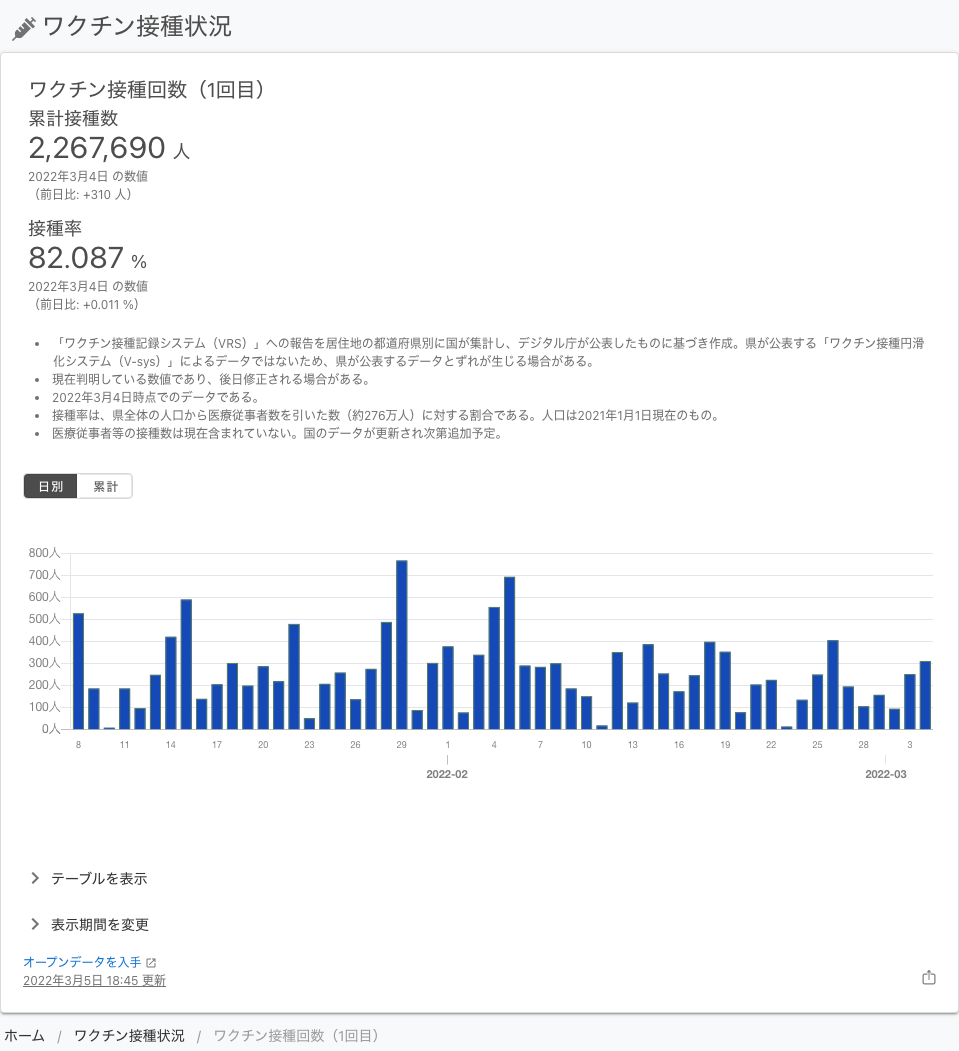 ワクチン接種状況
ワクチン接種回数（1回目）
累計接種数
2,267,690 人
2022年3月4日 の数値
（前日比: +310 人）
接種率
82.087 %
2022年3月4日 の数値
（前日比: +0.011 %）
• 「ワクチン接種記録システム（VRS）」への報告を居住地の都道府県別に国が集計し、デジタル庁が公表したものに基づき作成。県が公表する「ワクチン接種円滑
化システム（V-sys）」によるデータではないため、県が公表するデータとずれが生じる場合がある。
• 現在判明している数値であり、後日修正される場合がある。
• 2022年3月4日時点でのデータである。
• 接種率は、県全体の人口から医療従事者数を引いた数（約276万人）に対する割合である。人口は2021年1月1日現在のもの。
• 医療従事者等の接種数は現在含まれていない。国のデータが更新され次第追加予定。
日別 累計
800人
700人
600人
500人
400人
300人
200人
100人
0人
8 11 14 17 20 23 26 29 1 4 7 10 13 16 19 22 25 28 3
2022-02 2022-03
テーブルを表示
表示期間を変更
オープンデータを入手
2022年3月5日 18:45 更新
ホーム / ワクチン接種状況 / ワクチン接種回数（1回目）